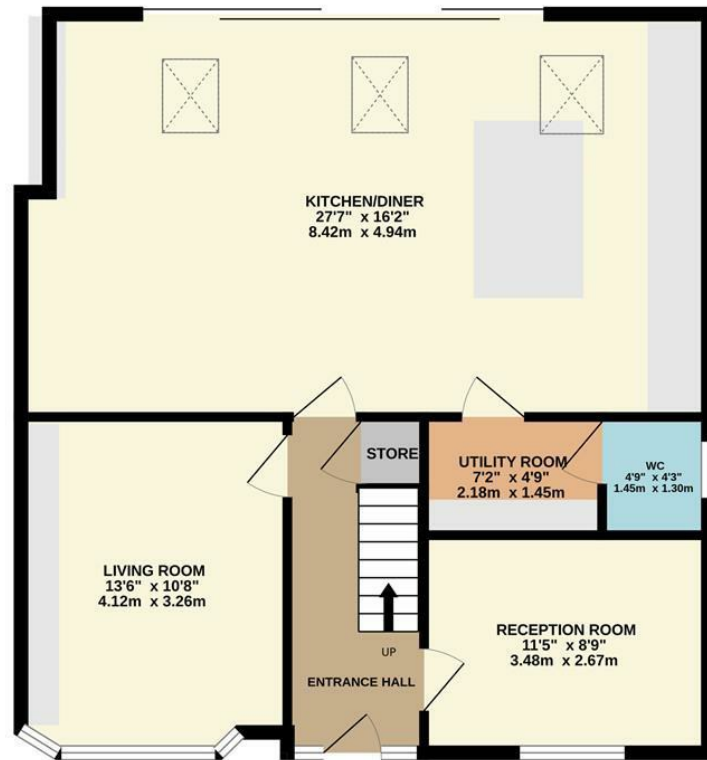 KITCHEN/DINER
27'7" x 16'2"
8.42m x 4.94m
STORE
UTILITY ROOM
7'2" x 4'9"
2.18m x 1.45m
WC
4'9" x 4'3"
1.45m x 1.30m
LIVING ROOM
13'6" x 10'8"
4.12m x 3.26m
RECEPTION ROOM
11'5" x 8'9"
3.48m x 2.67m
UP
ENTRANCE HALL